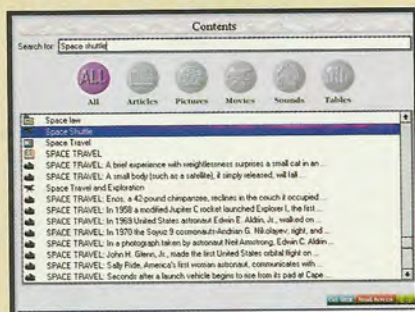 Contents
Search for: Space shuttle
ALL
All Articles Pictures Movies Sounds Tables
Space law
Space Shuttle
Space Travel
SPACE TRAVEL
SPACE TRAVEL: A brief experience with weightlessness surprises a small cat in an ...
SPACE TRAVEL: A small body (such as a satellite), if simply released, will fall ...
SPACE TRAVEL: Enos, a 42-pound chimpanzee, reclines in the couch it occupied ...
SPACE TRAVEL: In 1958 a modified Jupiter C rocket launched Explorer I, the first ...
SPACE TRAVEL: In 1969 United States astronaut Edwin E. Aldrin, Jr., walked on ...
SPACE TRAVEL: In 1970 the Soyuz 9 cosmonauts-Andrian G. Nikolayev, right, and ...
Space Travel and Exploration
SPACE TRAVEL: In a photograph taken by astronaut Neil Armstrong, Edwin C. Aldrin ...
SPACE TRAVEL: John H. Glenn, Jr., made the first United States orbital flight on ...
SPACE TRAVEL: Sally Ride, America's first woman astronaut, communicates with ...
SPACE TRAVEL: Seconds after a launch vehicle begins to rise from its pad at Cape ...